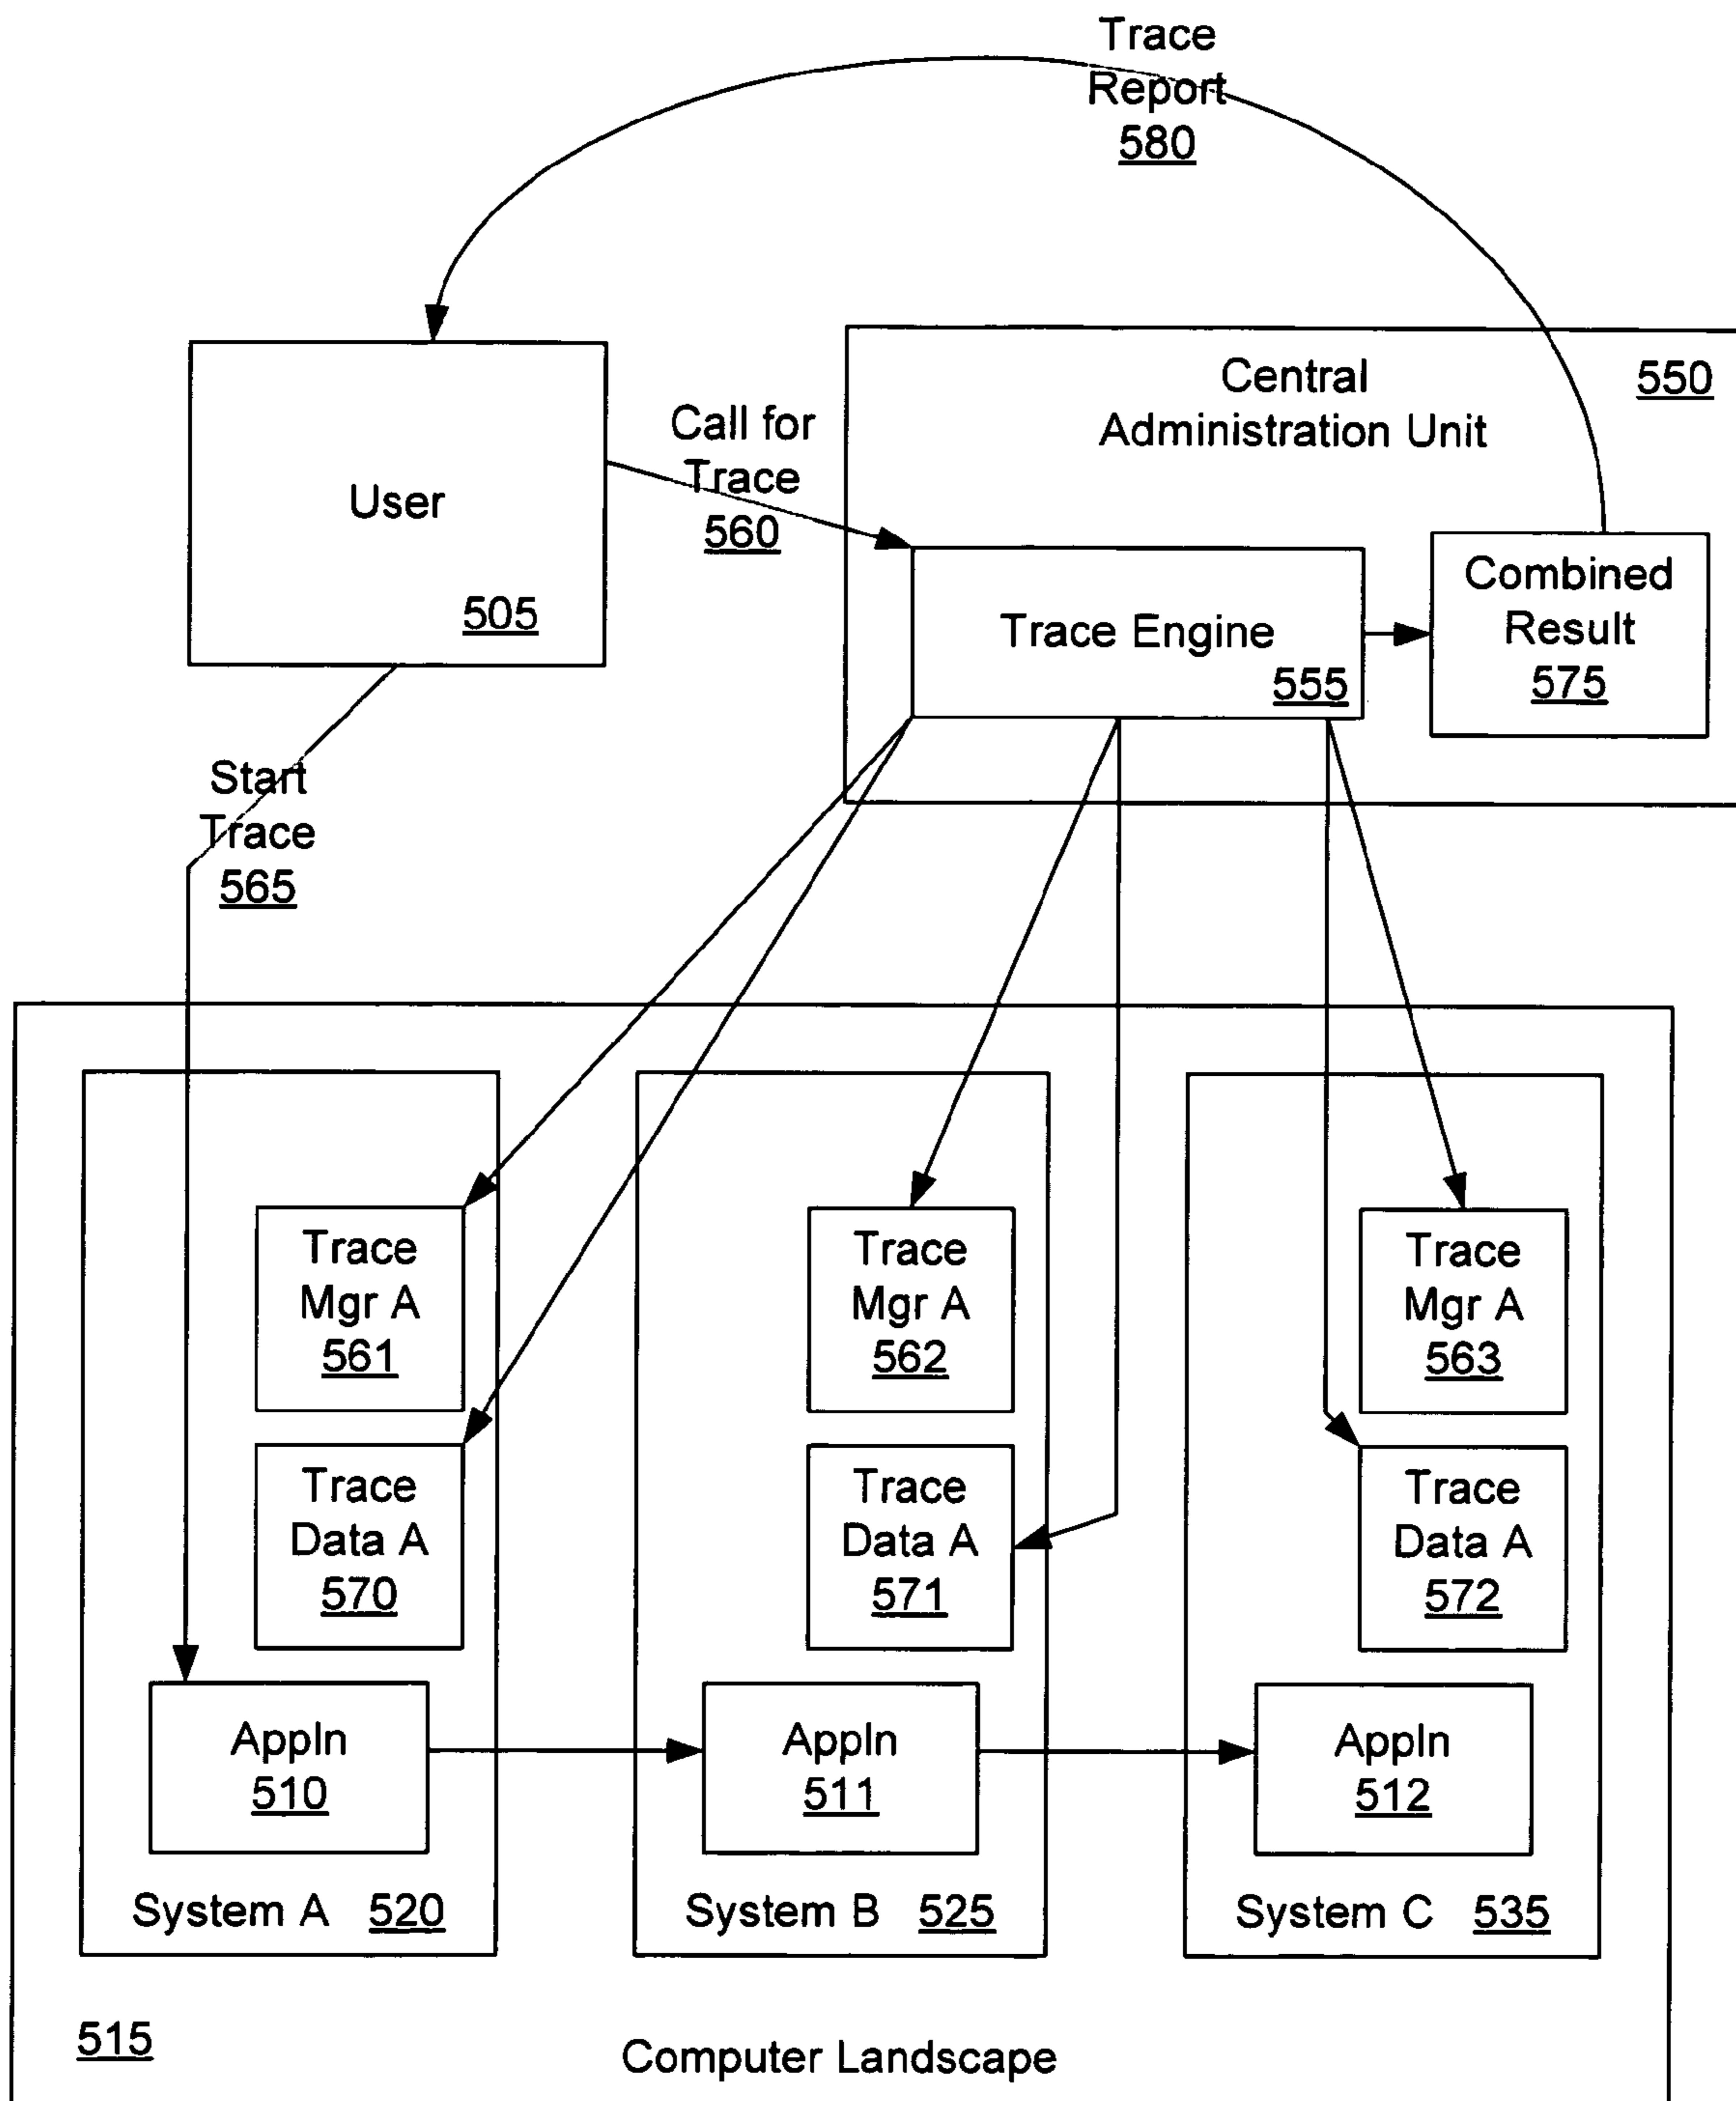 Trace
Report
580
Central
Administration Unit
550
Call for
Trace
560
User
505
Trace Engine
555
Combined
Result
575
Start
Trace
565
Trace
Mgr A
561
Trace
Mgr A
562
Trace
Mgr A
563
Trace
Data A
570
Trace
Data A
571
Trace
Data A
572
Appln
510
Appln
511
Appln
512
System A 520
System B 525
System C 535
515
Computer Landscape